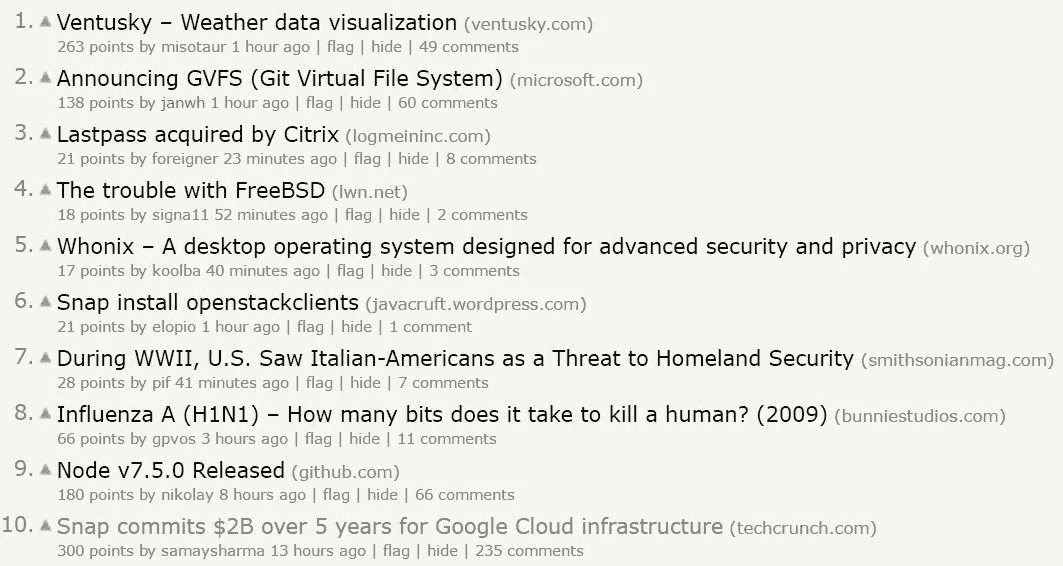 1. Ventusky – Weather data visualization (ventusky.com)
263 points by misotaur 1 hour ago | flag | hide | 49 comments
2. Announcing GVFS (Git Virtual File System) (microsoft.com)
138 points by janwh 1 hour ago | flag | hide | 60 comments
3. Lastpass acquired by Citrix (logmeininc.com)
21 points by foreigner 23 minutes ago | flag | hide | 8 comments
4. The trouble with FreeBSD (lwn.net)
18 points by signa11 52 minutes ago | flag | hide | 2 comments
5. Whonix – A desktop operating system designed for advanced security and privacy (whonix.org)
17 points by koolba 40 minutes ago | flag | hide | 3 comments
6. Snap install openstackclients (javacruft.wordpress.com)
21 points by elopio 1 hour ago | flag | hide | 1 comment
7. During WWII, U.S. Saw Italian-Americans as a Threat to Homeland Security (smithsonianmag.com)
28 points by pif 41 minutes ago | flag | hide | 7 comments
8. Influenza A (H1N1) – How many bits does it take to kill a human? (2009) (bunniestudios.com)
66 points by gpvos 3 hours ago | flag | hide | 11 comments
9. Node v7.5.0 Released (github.com)
180 points by nikolay 8 hours ago | flag | hide | 66 comments
10. Snap commits $2B over 5 years for Google Cloud infrastructure (techcrunch.com)
300 points by samaysharma 13 hours ago | flag | hide | 235 comments